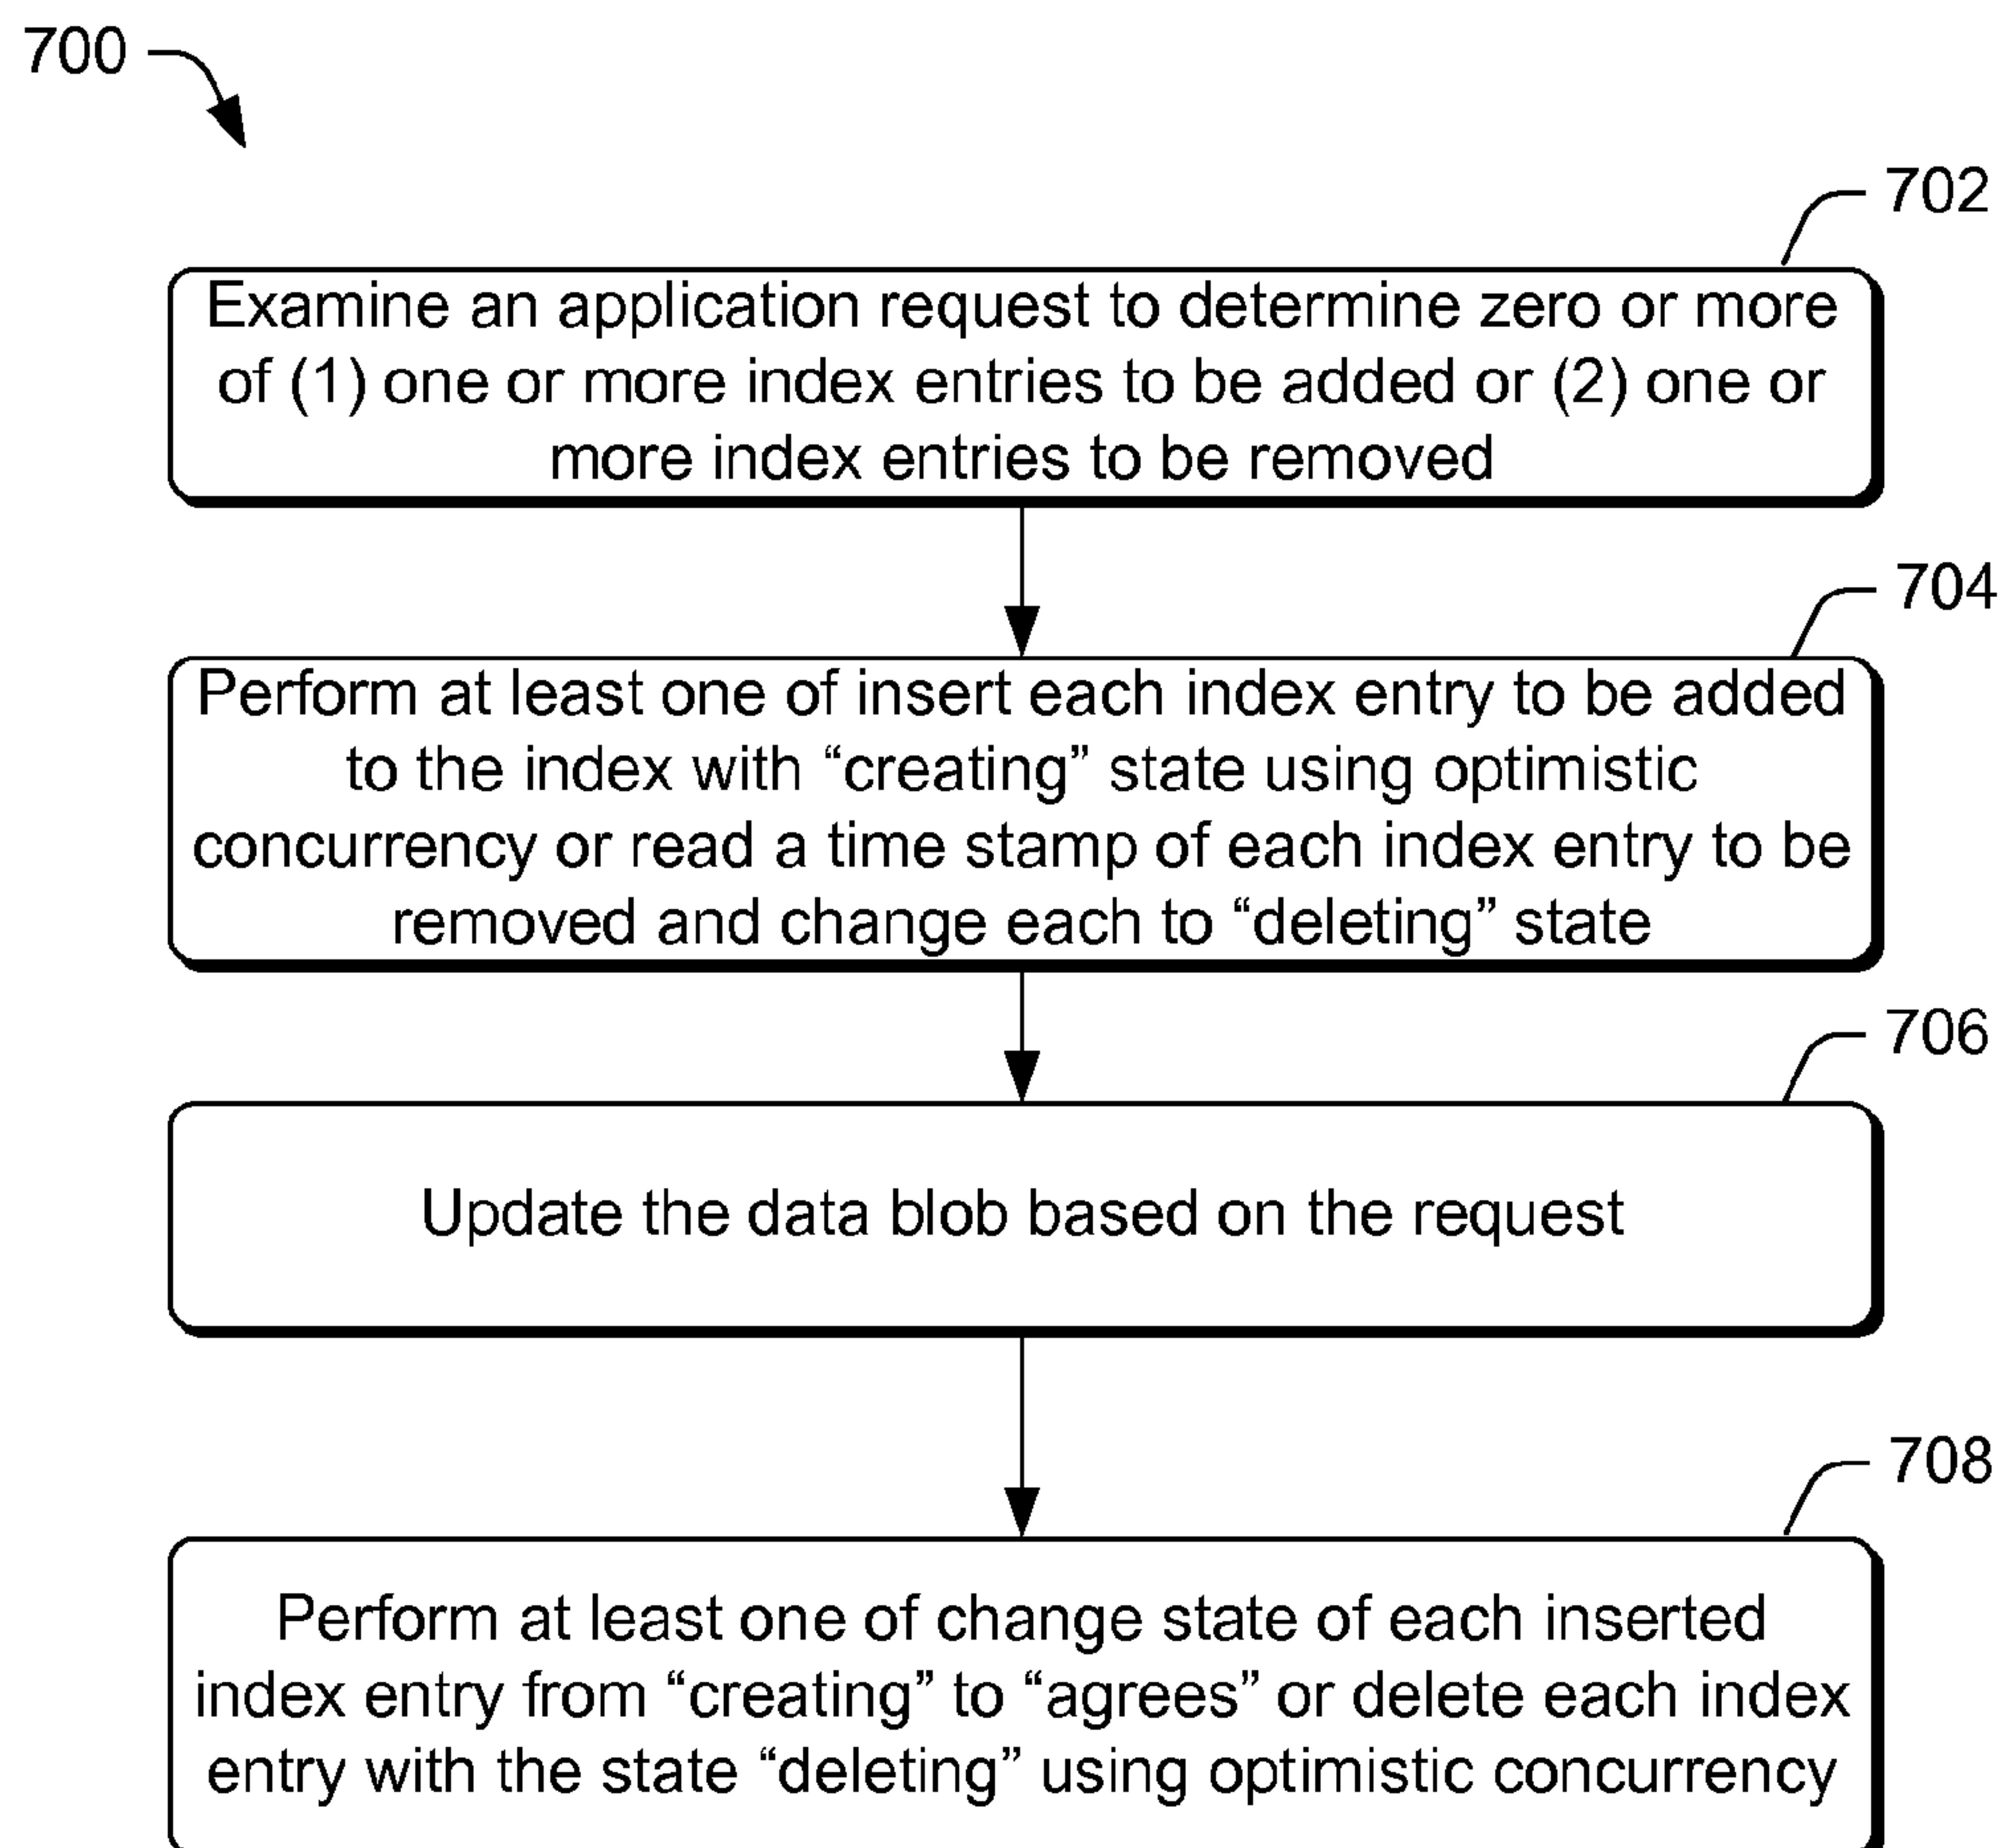 700
702
Examine an application request to determine zero or more
of (1) one or more index entries to be added or (2) one or
more index entries to be removed
704
Perform at least one of insert each index entry to be added
to the index with “creating” state using optimistic
concurrency or read a time stamp of each index entry to be
removed and change each to “deleting” state
706
Update the data blob based on the request
708
Perform at least one of change state of each inserted
index entry from “creating” to “agrees” or delete each index
entry with the state “deleting” using optimistic concurrency